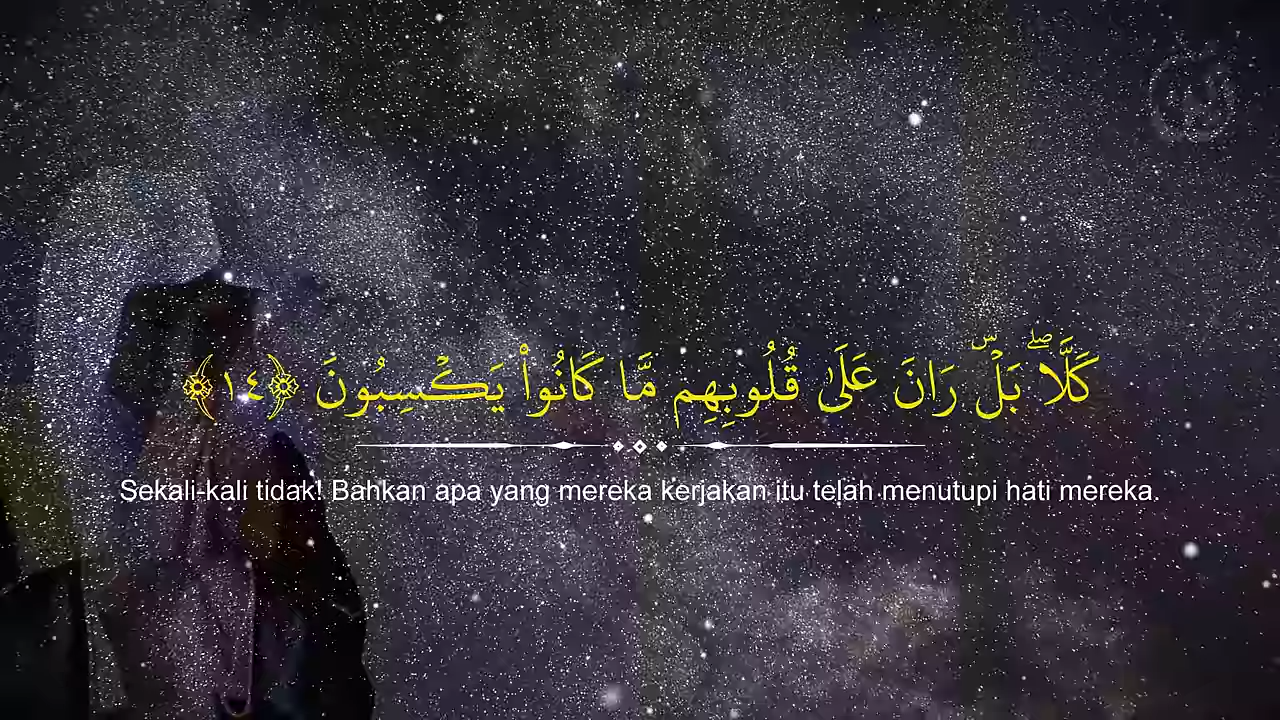 كَلَّاۖ بَلْۜ رَانَ عَلَىٰ قُلُوبِهِم مَّا كَانُوا۟ يَكْسِبُونَ ﴿١٤﴾
Sekali-kali tidak! Bahkan apa yang mereka kerjakan itu telah menutupi hati mereka.